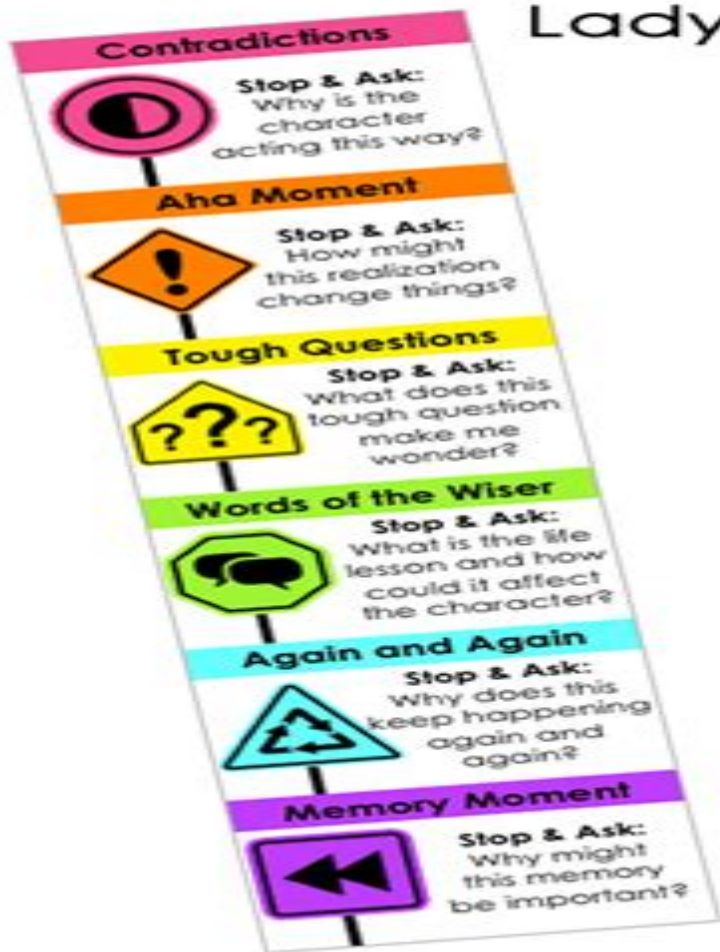 Lady
Contradictions
Stop & Ask:
Why is the
character
acting this way?
Aha Moment
Stop & Ask:
How might
this realization
change things?
Tough Questions
Stop & Ask:
What does this
tough question
make me
wonder?
???
Words of the Wiser
Stop & Ask:
What is the life
lesson and how
could it affect
the character?
Again and Again
Stop & Ask:
Why does this
keep happening
again and
again?
Memory Moment
Stop & Ask:
Why might
this memory
be important?